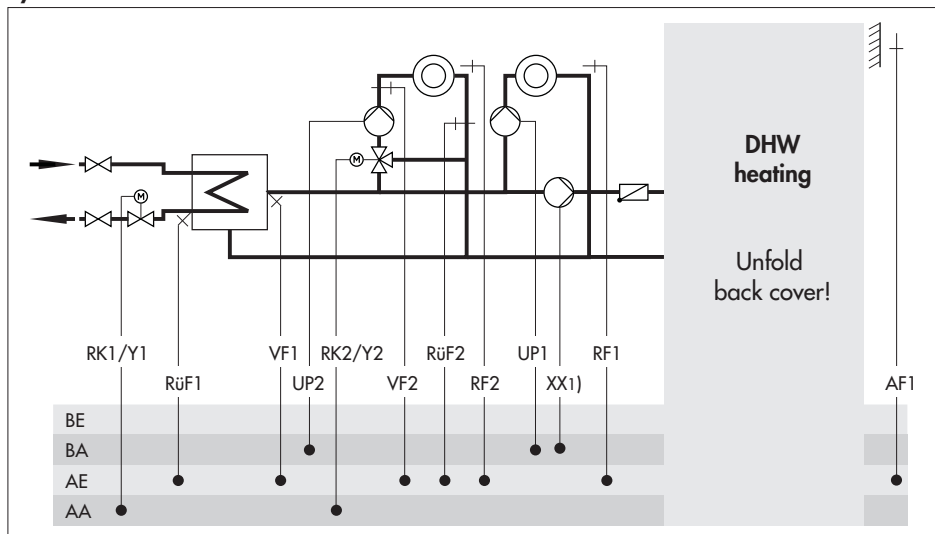 M
M
DHW
heating
Unfold
back cover!
RK1/Y1 VF1 RK2/Y2 RüF2 UP1 RF1
RüF1 UP2 VF2 RF2 XX1) AF1
BE
BA
AE
AA